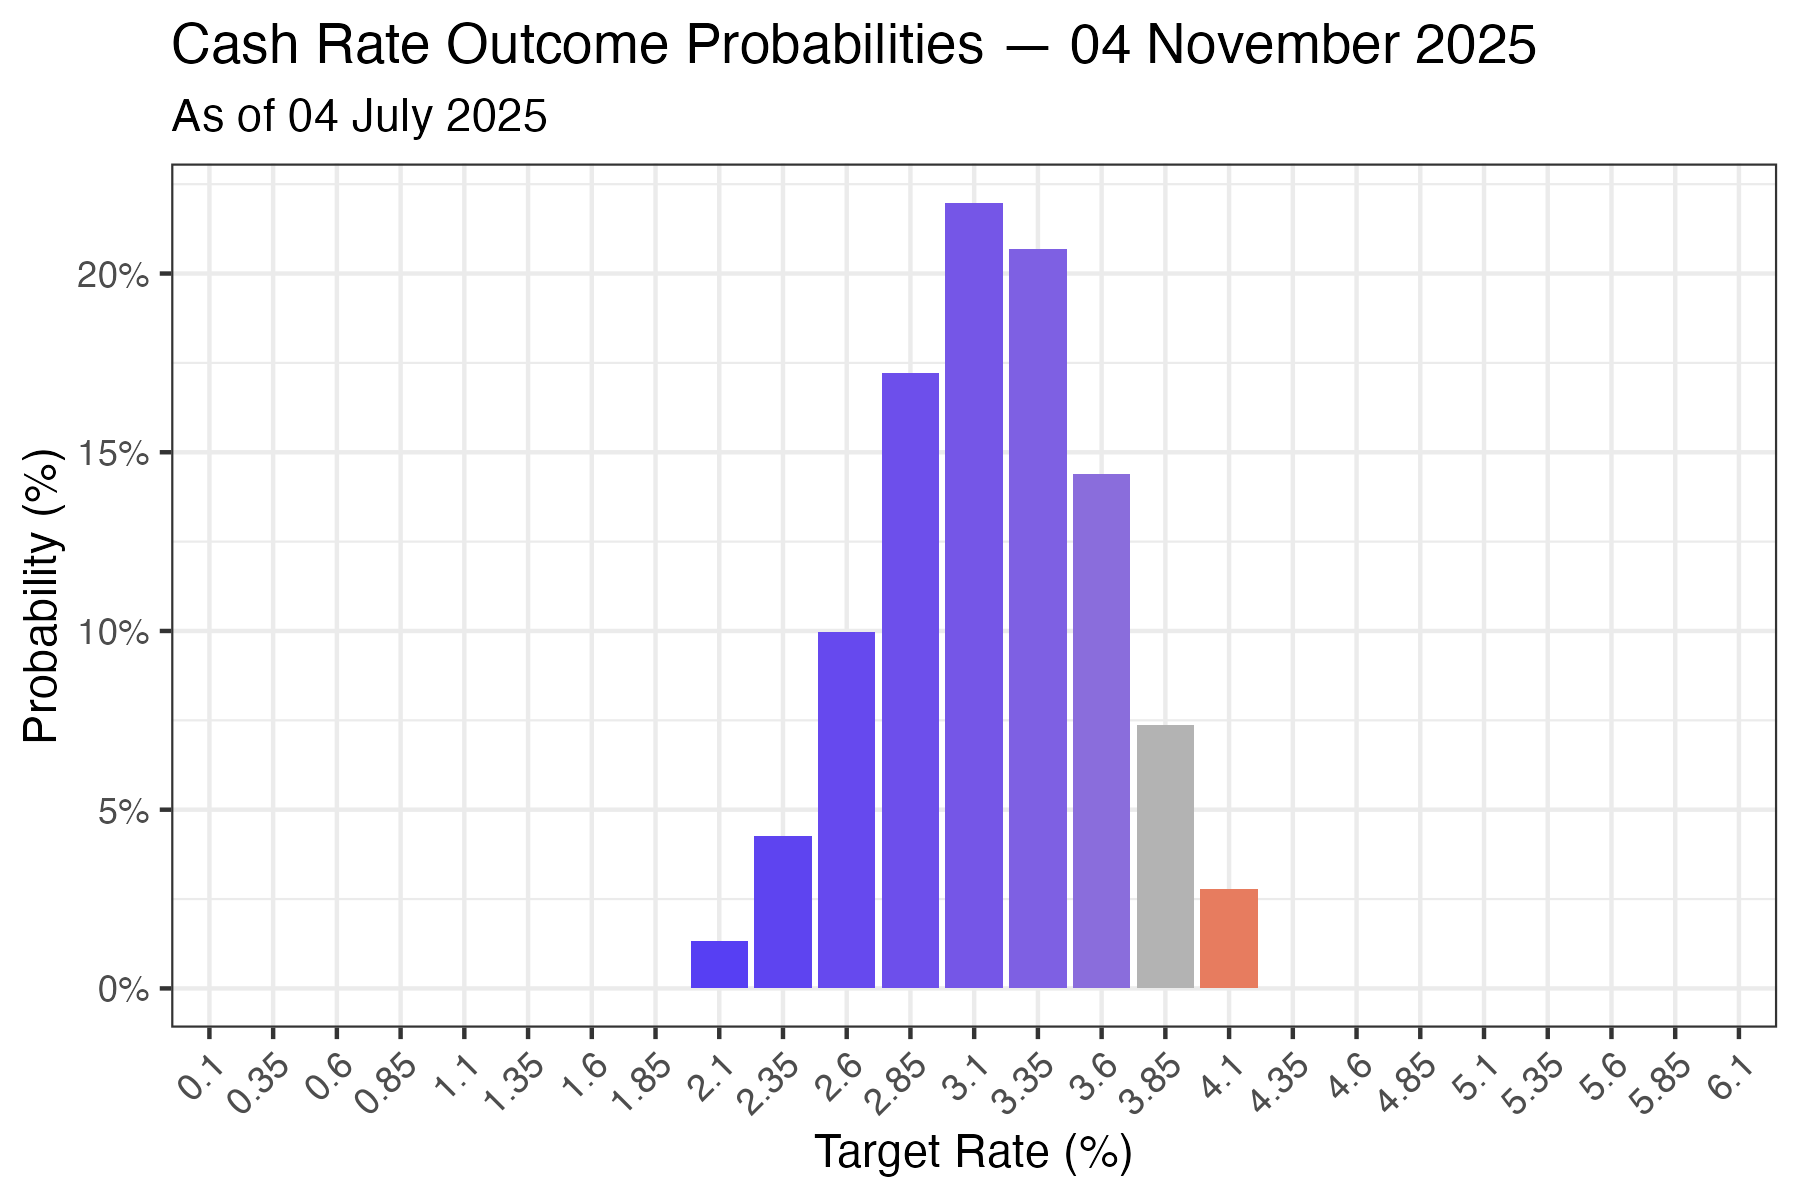 Cash Rate Outcome Probabilities — 04 November 2025
As of 04 July 2025
Probability (%)
20%
15%
10%
5%
0%
0.1 0.35 0.6 0.85 1.1 1.35 1.6 1.85 2.1 2.35 2.6 2.85 3.1 3.35 3.6 3.85 4.1 4.35 4.6 4.85 5.1 5.35 5.6 5.85 6.1
Target Rate (%)